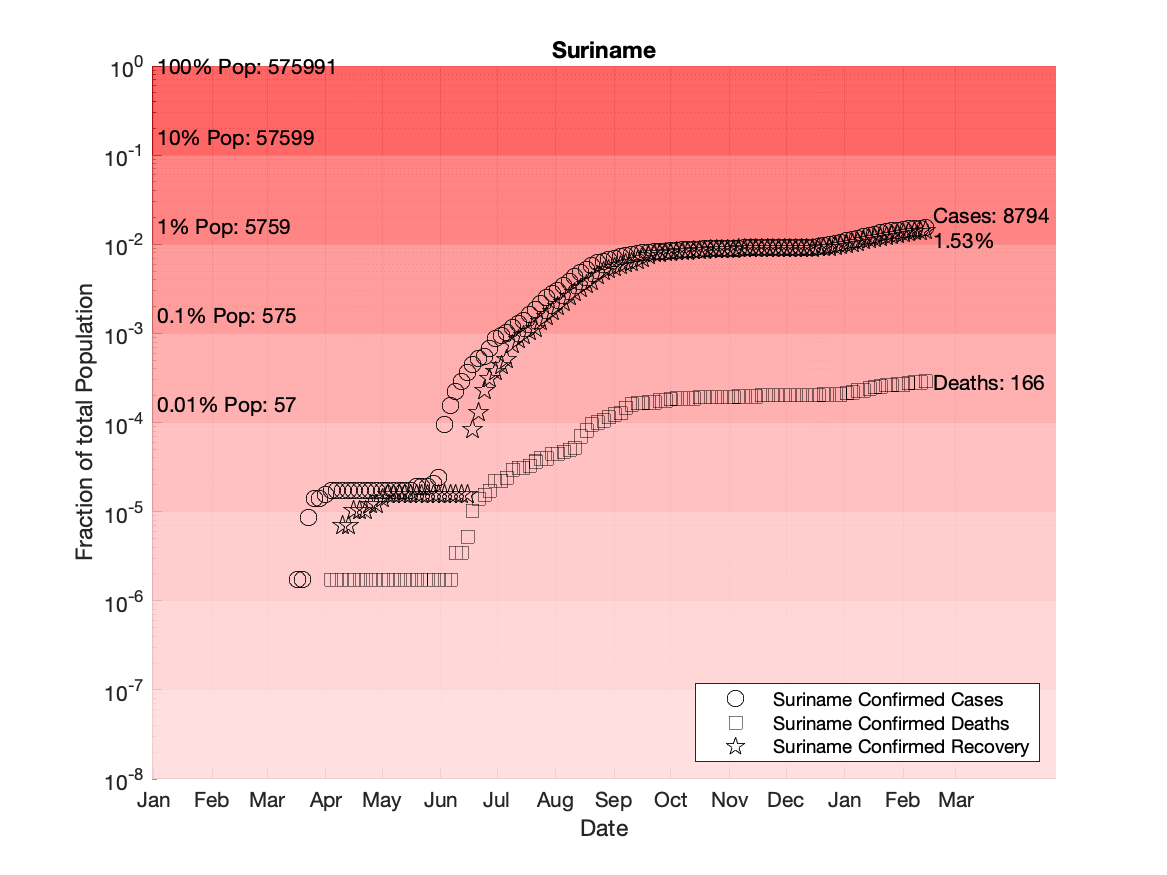 Suriname
10^0
100% Pop: 575991
10% Pop: 57599
10^-1
1% Pop: 5759
Cases: 8794
10^-2
1.53%
0.1% Pop: 575
10^-3
Deaths: 166
0.01% Pop: 57
10^-4
10^-5
10^-6
10^-7
10^-8
Fraction of total Population
Suriname Confirmed Cases
Suriname Confirmed Deaths
Suriname Confirmed Recovery
Jan Feb Mar Apr May Jun Jul Aug Sep Oct Nov Dec Jan Feb Mar
Date